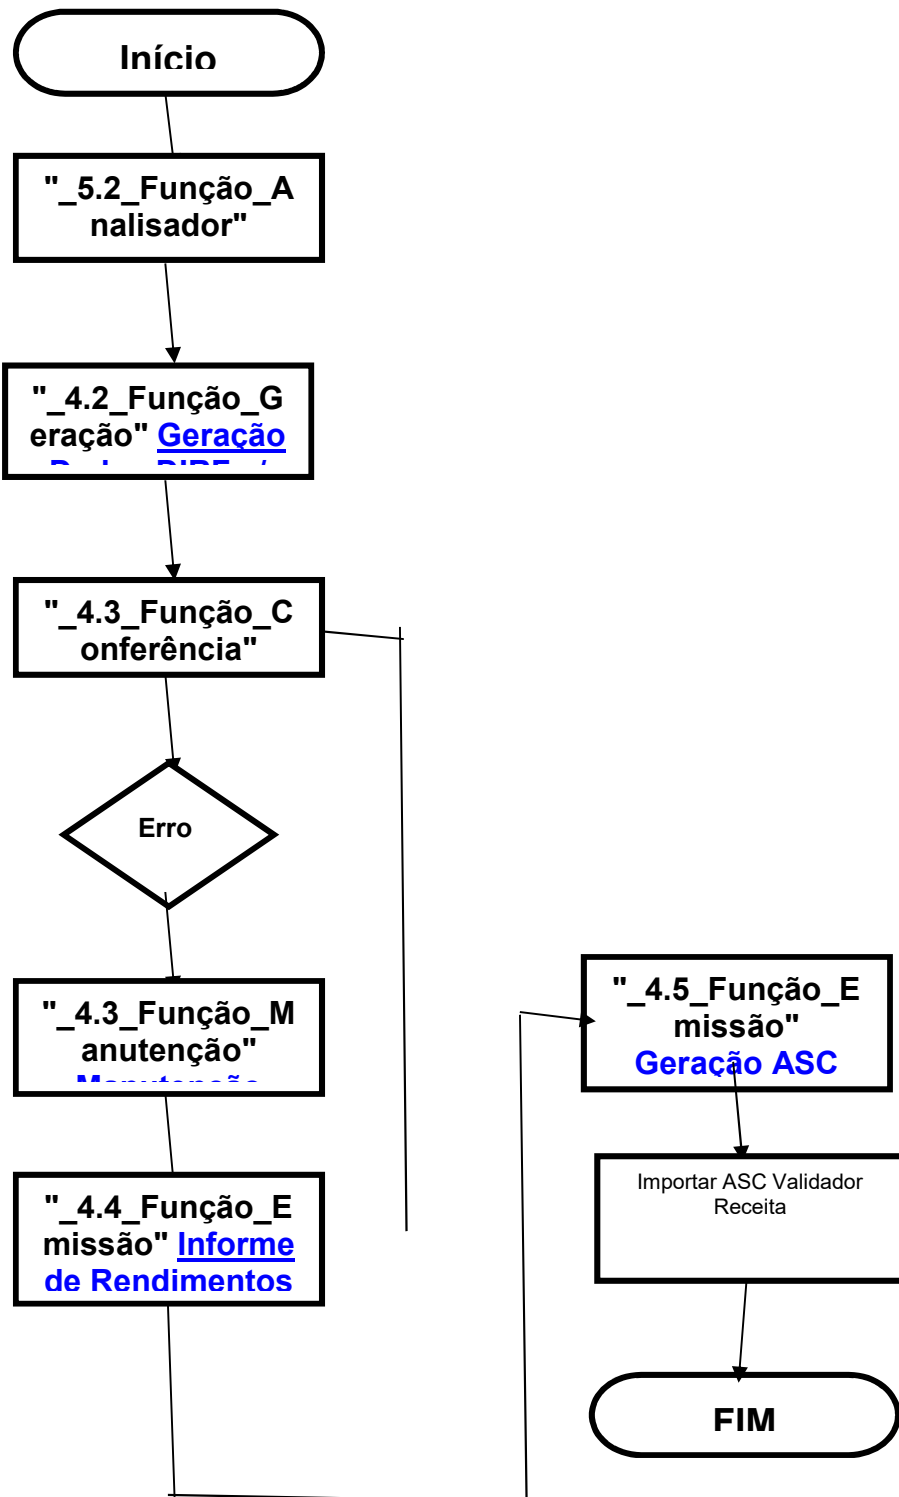 Início
"_5.2_Função_A
nalisador"
"_4.2_Função_G
eração" Geração
"_4.3_Função_C
onferência"
Erro
"_4.3_Função_M
anutenção"
Manutenção
"_4.4_Função_E
missão" Informe
de Rendimentos
"_4.5_Função_E
missão"
Geração ASC
Importar ASC Validador
Receita
FIM